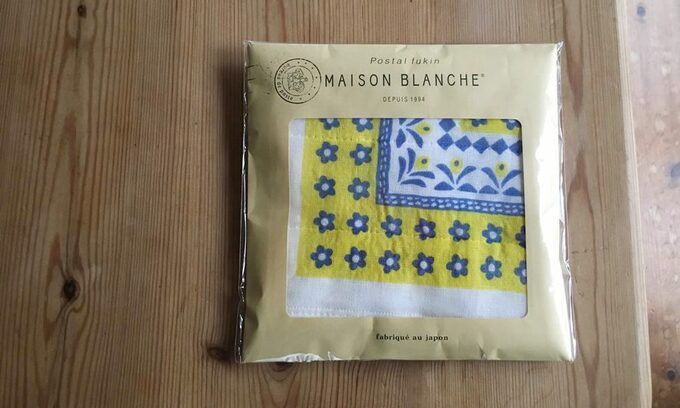 Postal fukin
MAISON BLANCHE®
DEPUIS 1994
fabriqué au japon